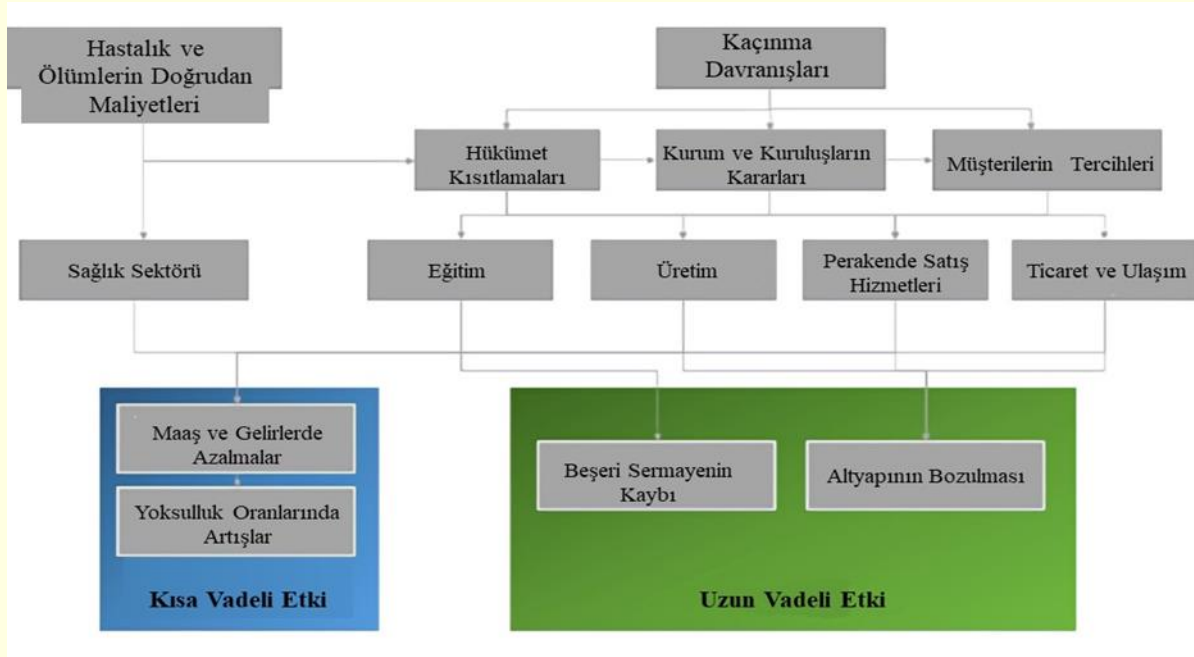 Hastalık ve
Ölümlerin Doğrudan
Maliyetleri
Kaçınma
Davranışları
Hükümet
Kısıtlamaları
Kurum ve Kuruluşların
Kararları
Müşterilerin Tercihleri
Sağlık Sektörü
Eğitim
Üretim
Perakende Satış
Hizmetleri
Ticaret ve Ulaşım
Maaş ve Gelirlerde
Azalmalar
Yoksulluk Oranlarında
Artışlar
Kısa Vadeli Etki
Beşeri Sermayenin
Kaybı
Altyapının Bozulması
Uzun Vadeli Etki